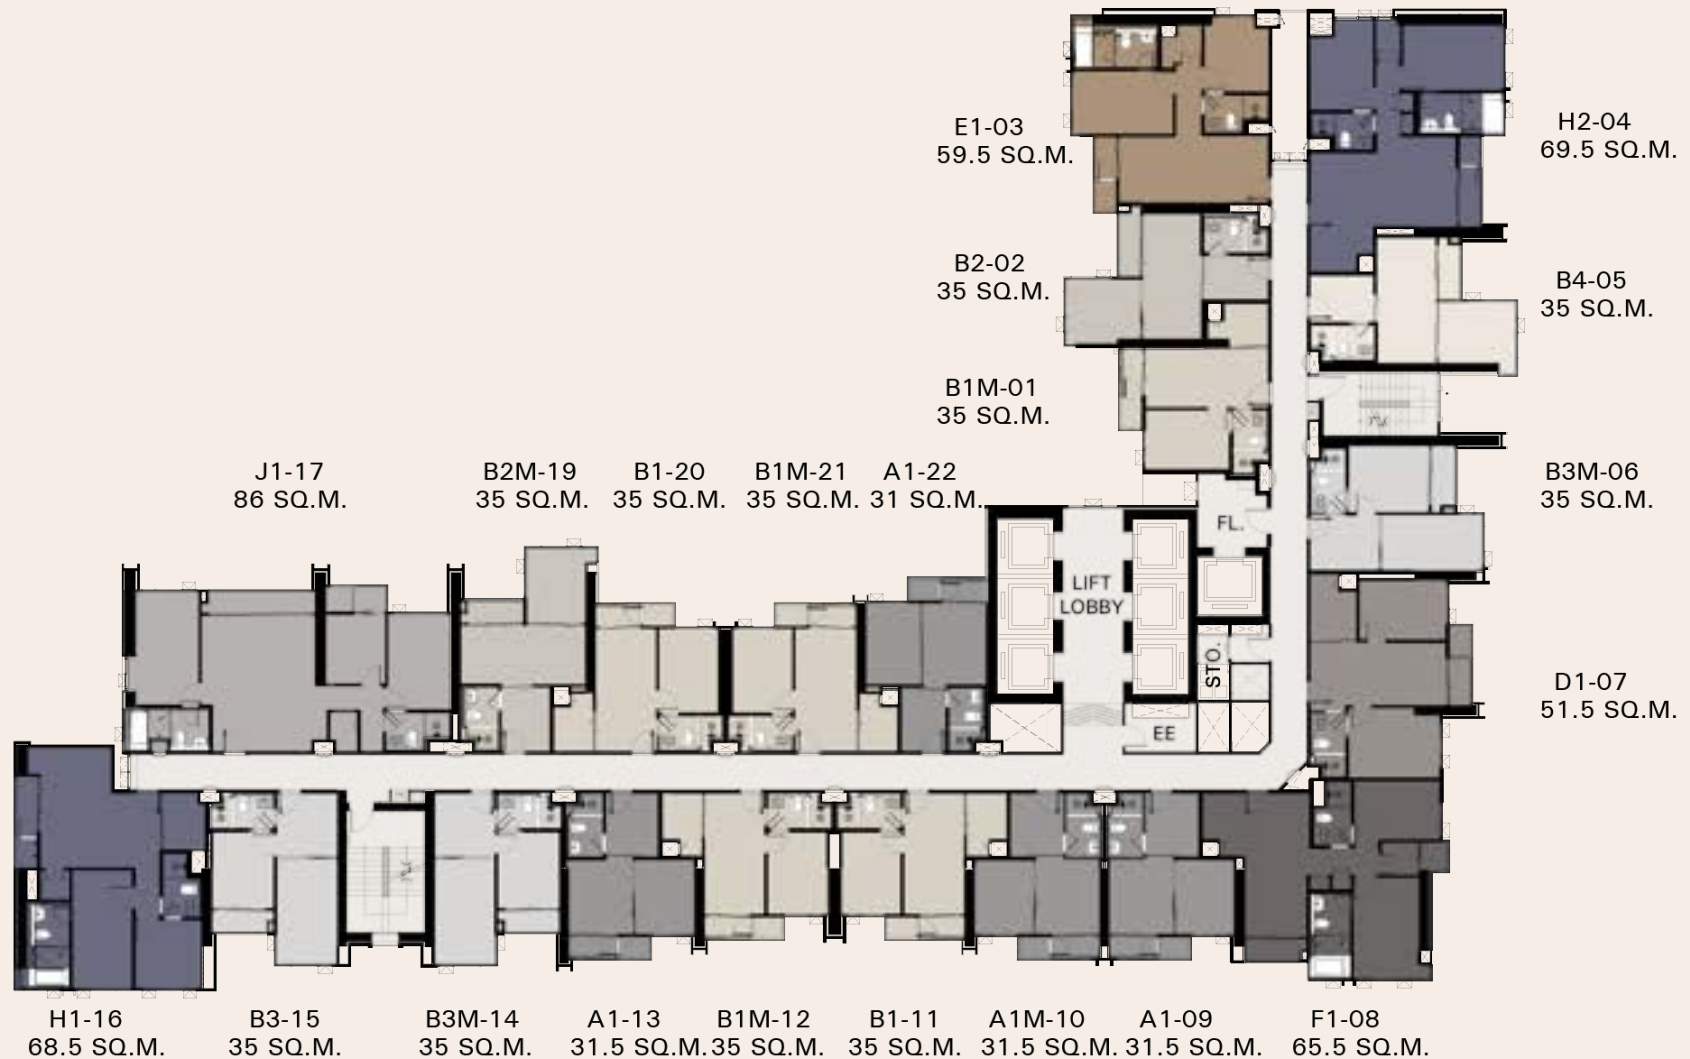 E1-03
59.5 SQ.M.
H2-04
69.5 SQ.M.
B2-02
35 SQ.M.
B4-05
35 SQ.M.
B1M-01
35 SQ.M.
J1-17
86 SQ.M.
B2M-19
35 SQ.M.
B1-20
35 SQ.M.
B1M-21
35 SQ.M.
A1-22
31 SQ.M.
B3M-06
35 SQ.M.
FL.
LIFT
LOBBY
STO.
EE
D1-07
51.5 SQ.M.
H1-16
68.5 SQ.M.
B3-15
35 SQ.M.
B3M-14
35 SQ.M.
A1-13
31.5 SQ.M.
B1M-12
35 SQ.M.
B1-11
35 SQ.M.
A1M-10
31.5 SQ.M.
A1-09
31.5 SQ.M.
F1-08
65.5 SQ.M.